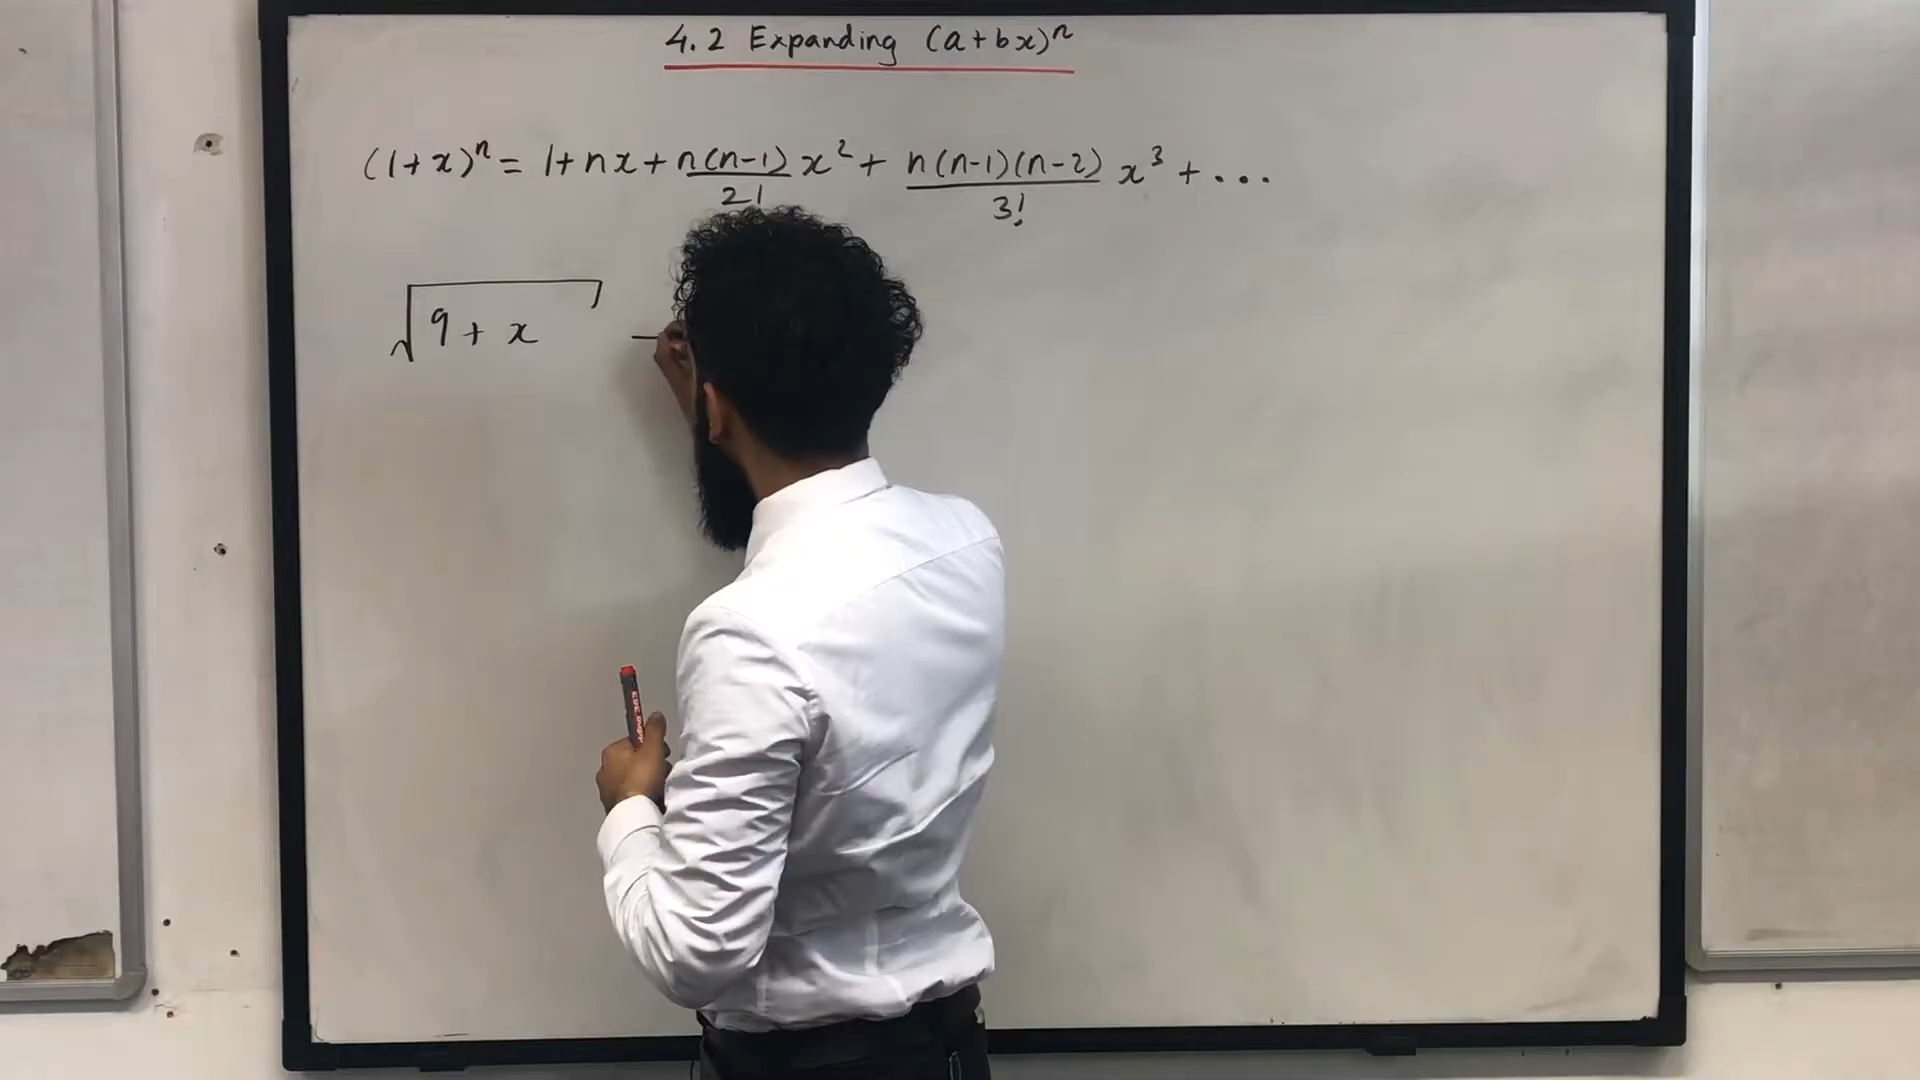 4.2 Expanding (a+bx)ⁿ
(1+x)ⁿ = 1+nx+n(n-1)/2! x² + n(n-1)(n-2)/3! x³ + ...
√(9+x)